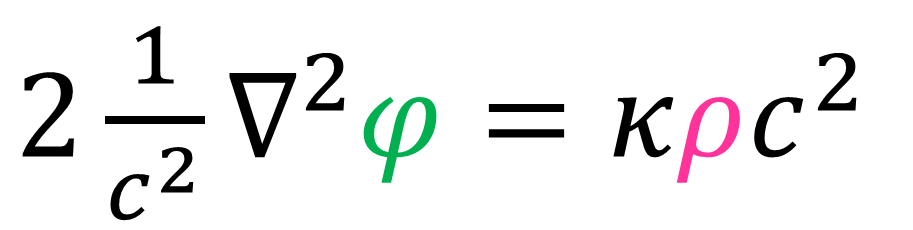 2 1/c² ∇²φ = κρc²